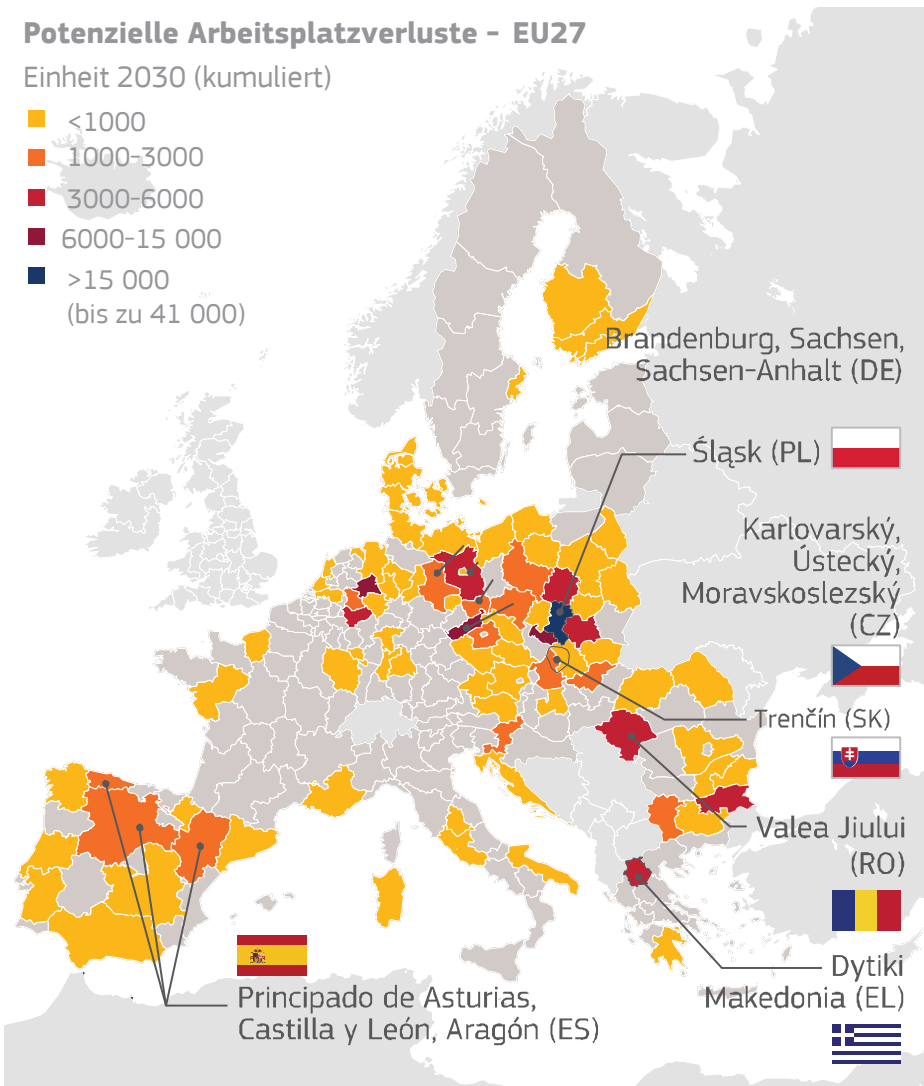 Potenzielle Arbeitsplatzverluste - EU27
Einheit 2030 (kumuliert)
<1000
1000-3000
3000-6000
6000-15 000
>15 000
(bis zu 41 000)
Brandenburg, Sachsen,
Sachsen-Anhalt (DE)
Śląsk (PL)
Karlovarský,
Ústecký,
Moravskoslezský
(CZ)
Trenčín (SK)
Valea Jiului
(RO)
Dytiki
Makedonia (EL)
Principado de Asturias,
Castilla y León, Aragón (ES)